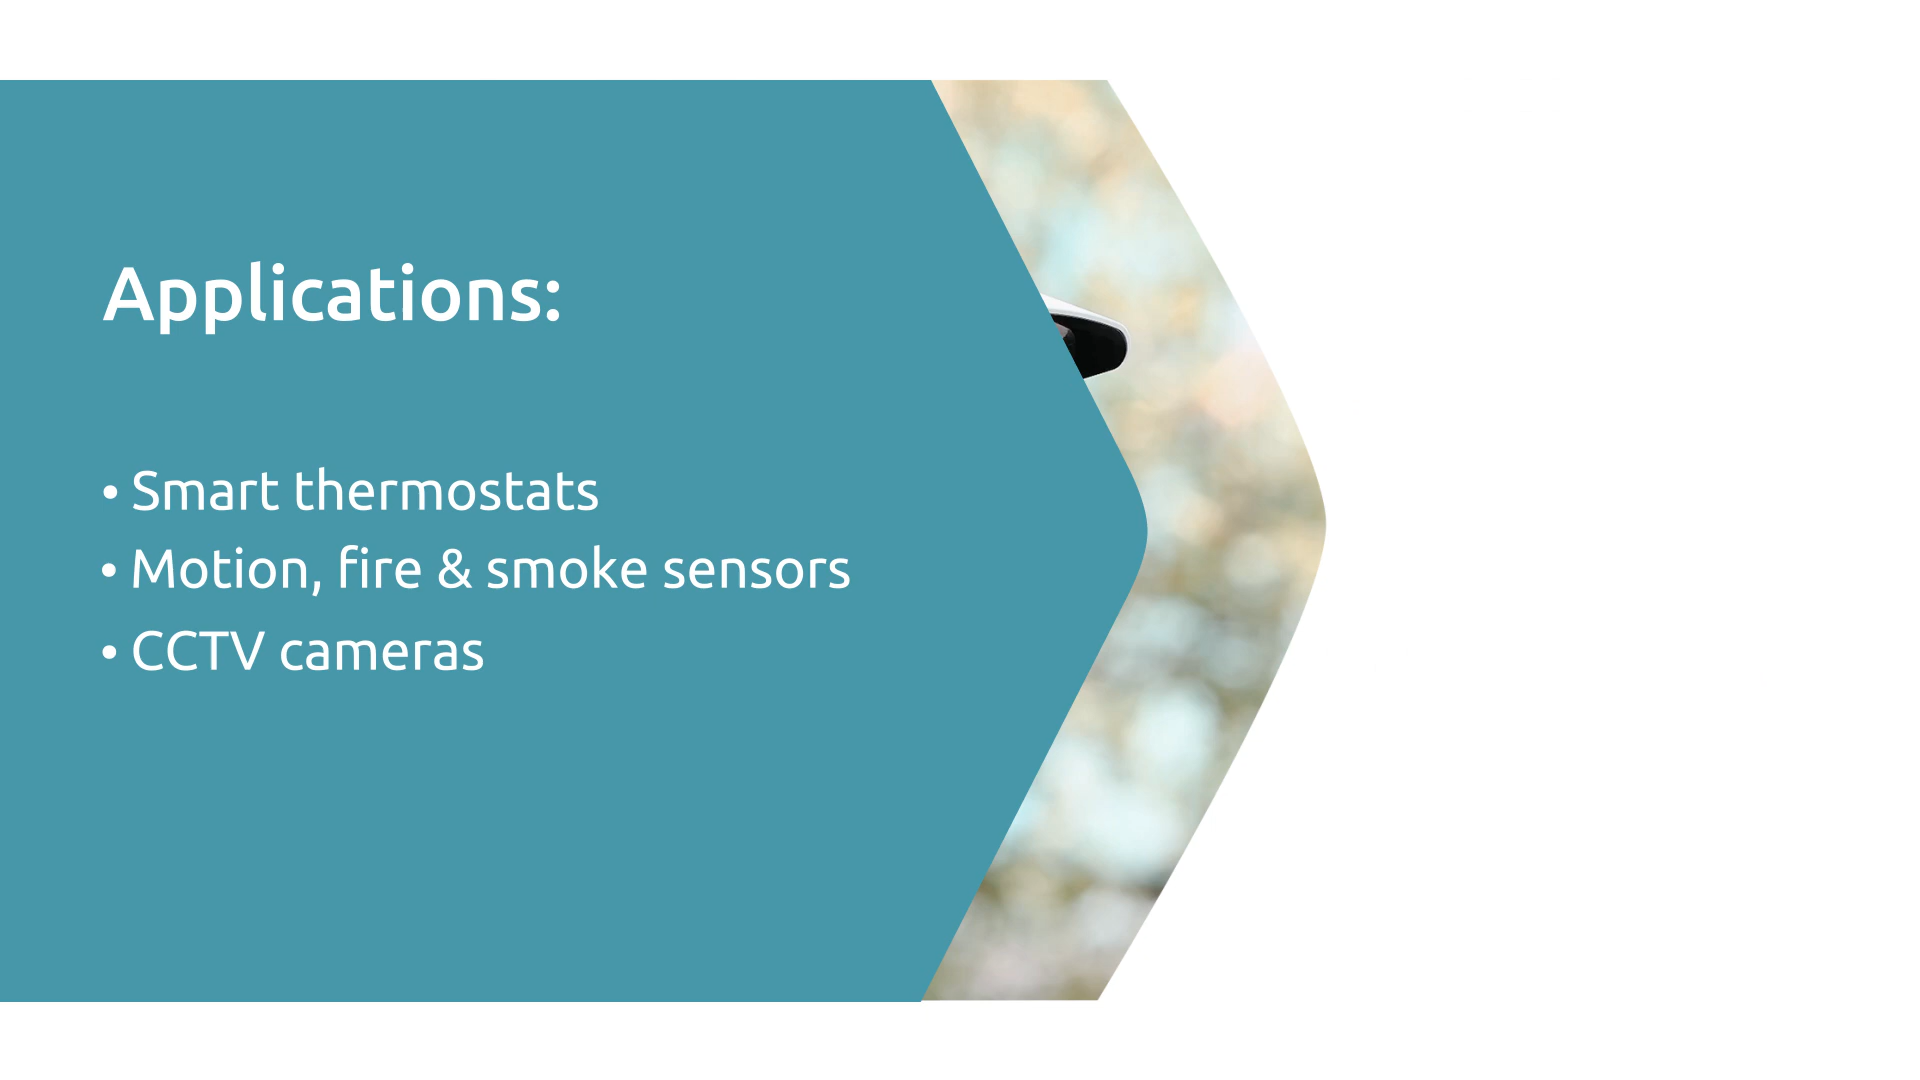 Applications:
• Smart thermostats
• Motion, fire & smoke sensors
• CCTV cameras